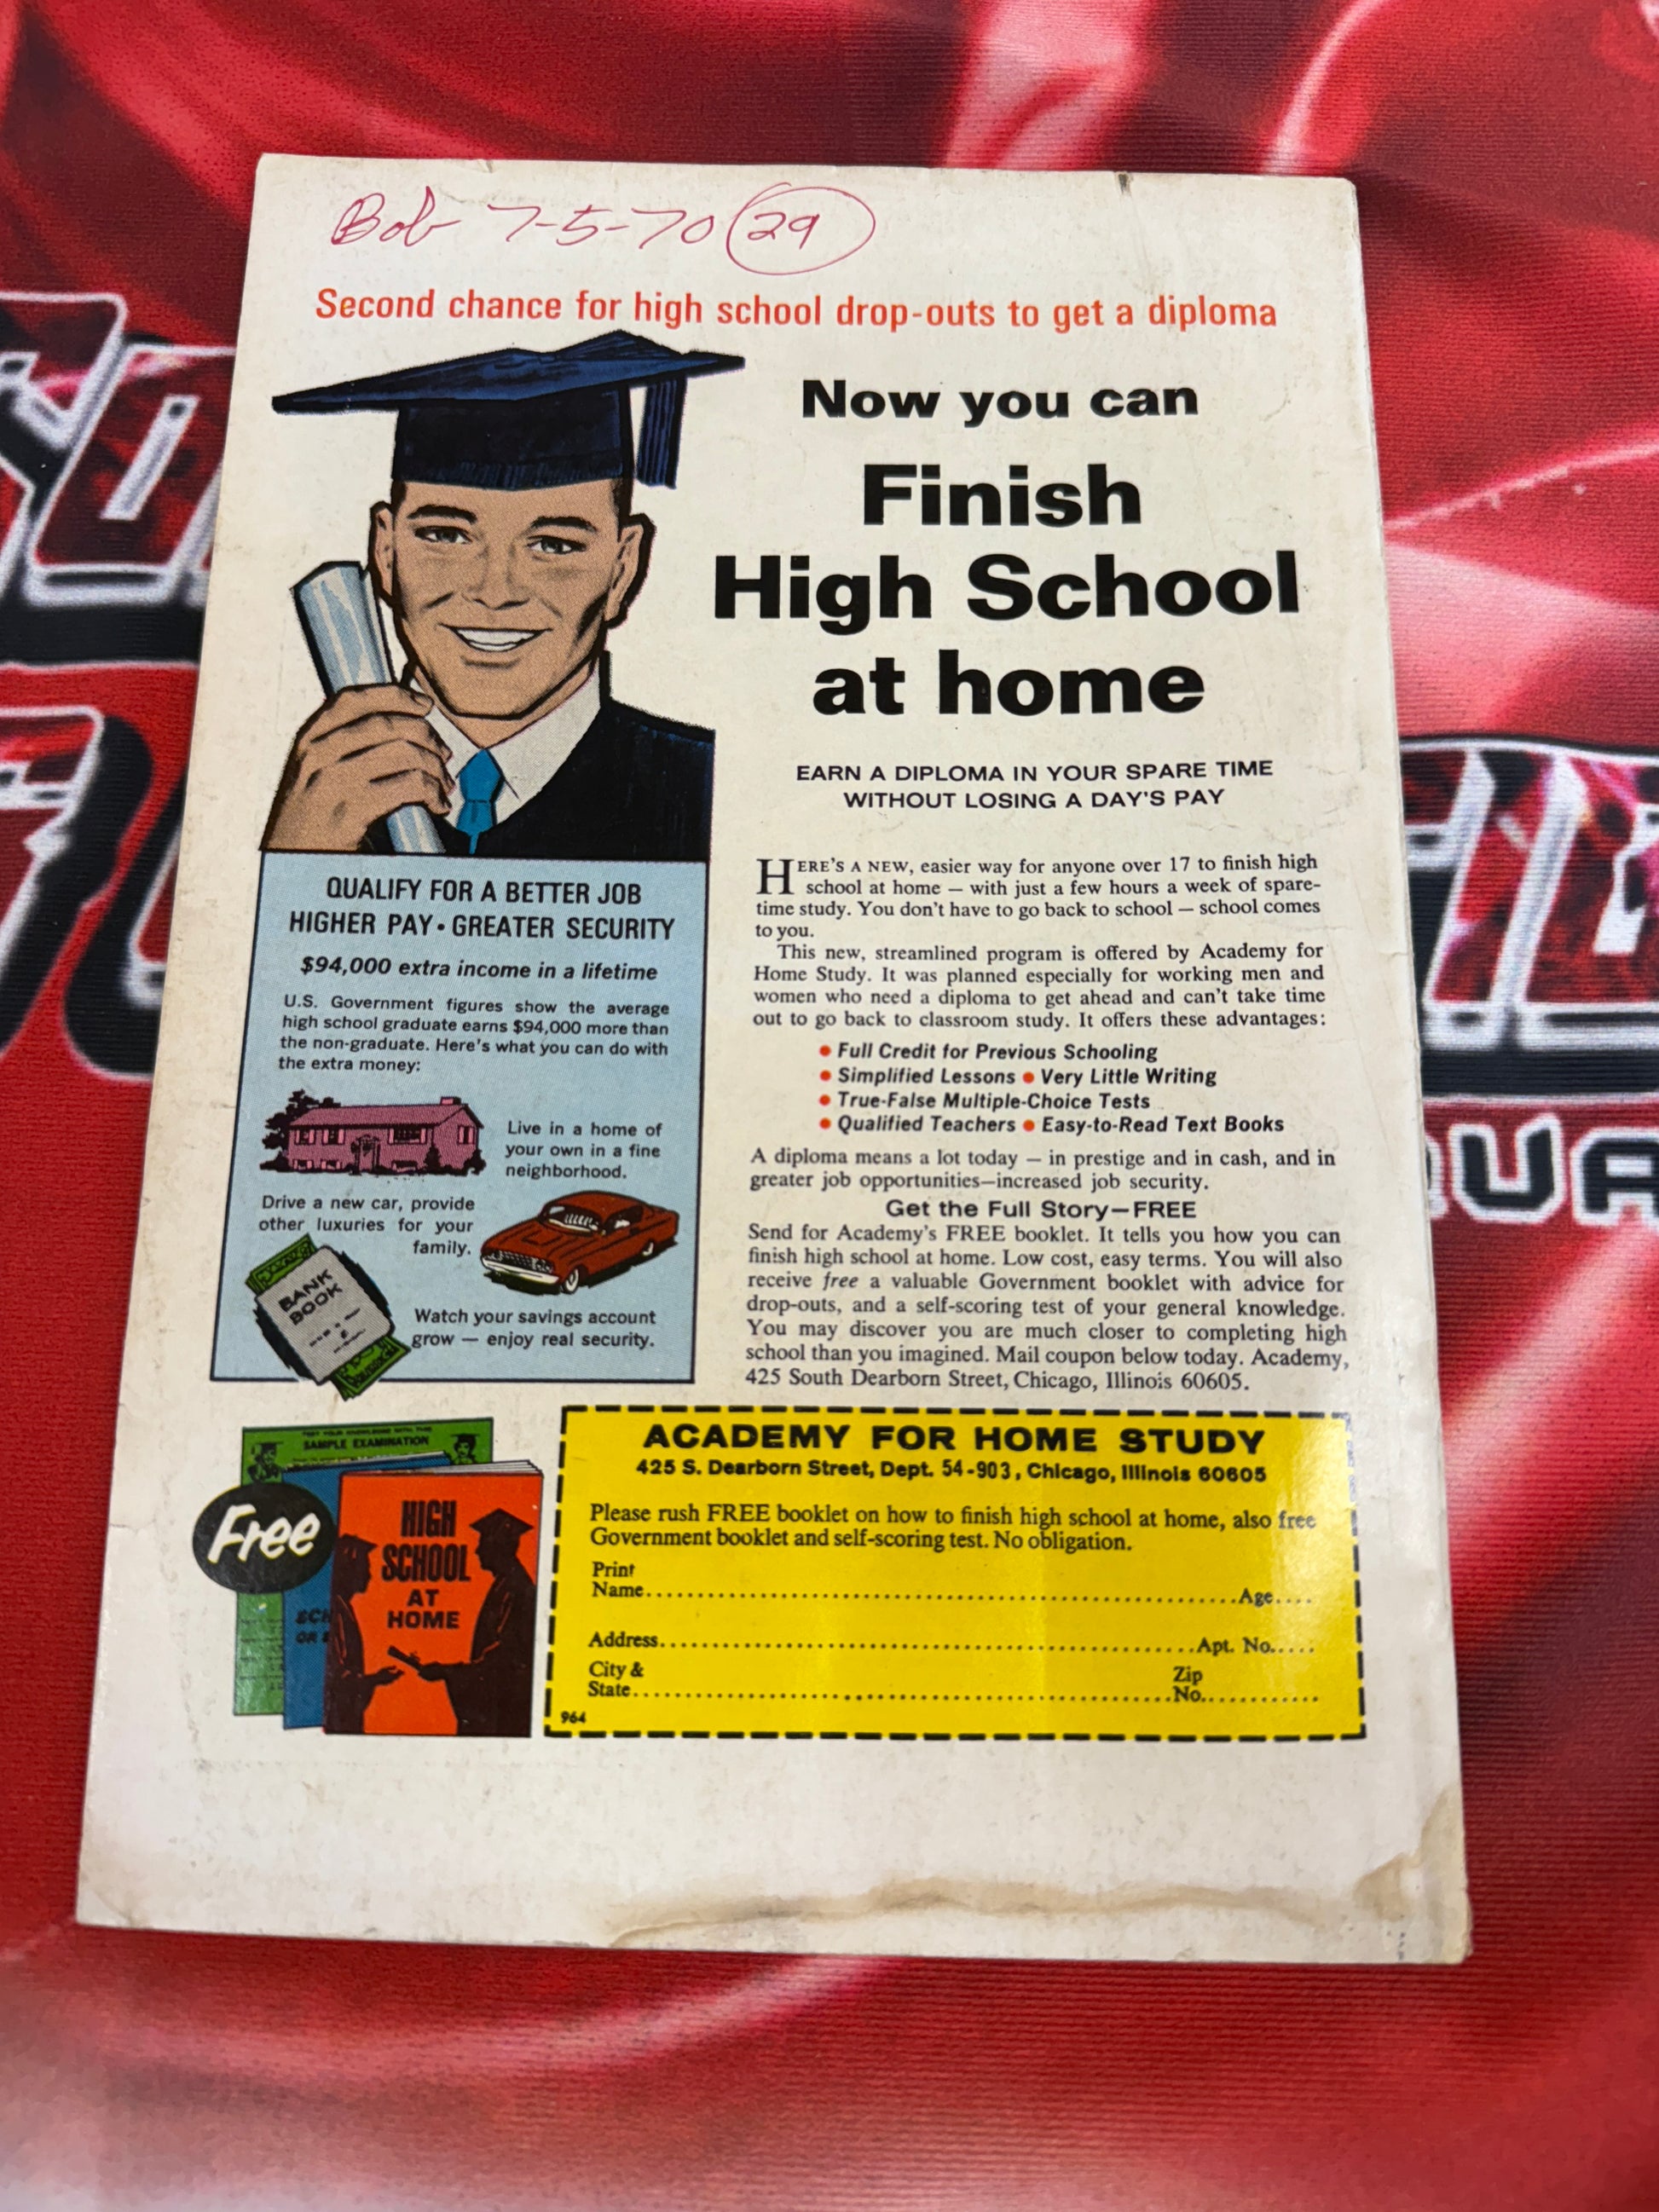 Bob 7-5-70 29
Second chance for high school drop-outs to get a diploma
Now you can
Finish
High School
at home
EARN A DIPLOMA IN YOUR SPARE TIME
WITHOUT LOSING A DAY'S PAY
HERE'S A NEW, easier way for anyone over 17 to finish high
school at home — with just a few hours a week of spare-
time study. You don't have to go back to school — school comes
to you.
This new, streamlined program is offered by Academy for
Home Study. It was planned especially for working men and
women who need a diploma to get ahead and can't take time
out to go back to classroom study. It offers these advantages:
• Full Credit for Previous Schooling
• Simplified Lessons • Very Little Writing
• True-False Multiple-Choice Tests
• Qualified Teachers • Easy-to-Read Text Books
A diploma means a lot today — in prestige and in cash, and in
greater job opportunities—increased job security.
Get the Full Story—FREE
Send for Academy's FREE booklet. It tells you how you can
finish high school at home. Low cost, easy terms. You will also
receive free a valuable Government booklet with advice for
drop-outs, and a self-scoring test of your general knowledge.
You may discover you are much closer to completing high
school than you imagined. Mail coupon below today. Academy,
425 South Dearborn Street, Chicago, Illinois 60605.
QUALIFY FOR A BETTER JOB
HIGHER PAY • GREATER SECURITY
$94,000 extra income in a lifetime
U.S. Government figures show the average
high school graduate earns $94,000 more than
the non-graduate. Here's what you can do with
the extra money:
Live in a home of
your own in a fine
neighborhood.
Drive a new car, provide
other luxuries for your
family.
BANK
BOOK
Watch your savings account
grow — enjoy real security.
SAMPLE EXAMINATION
Free
HIGH
SCHOOL
AT
HOME
ACADEMY FOR HOME STUDY
425 S. Dearborn Street, Dept. 54-903, Chicago, Illinois 60605
Please rush FREE booklet on how to finish high school at home, also free
Government booklet and self-scoring test. No obligation.
Print
Name.....Age....
Address.....Apt. No.....
City &
State.....
Zip
No.....
964